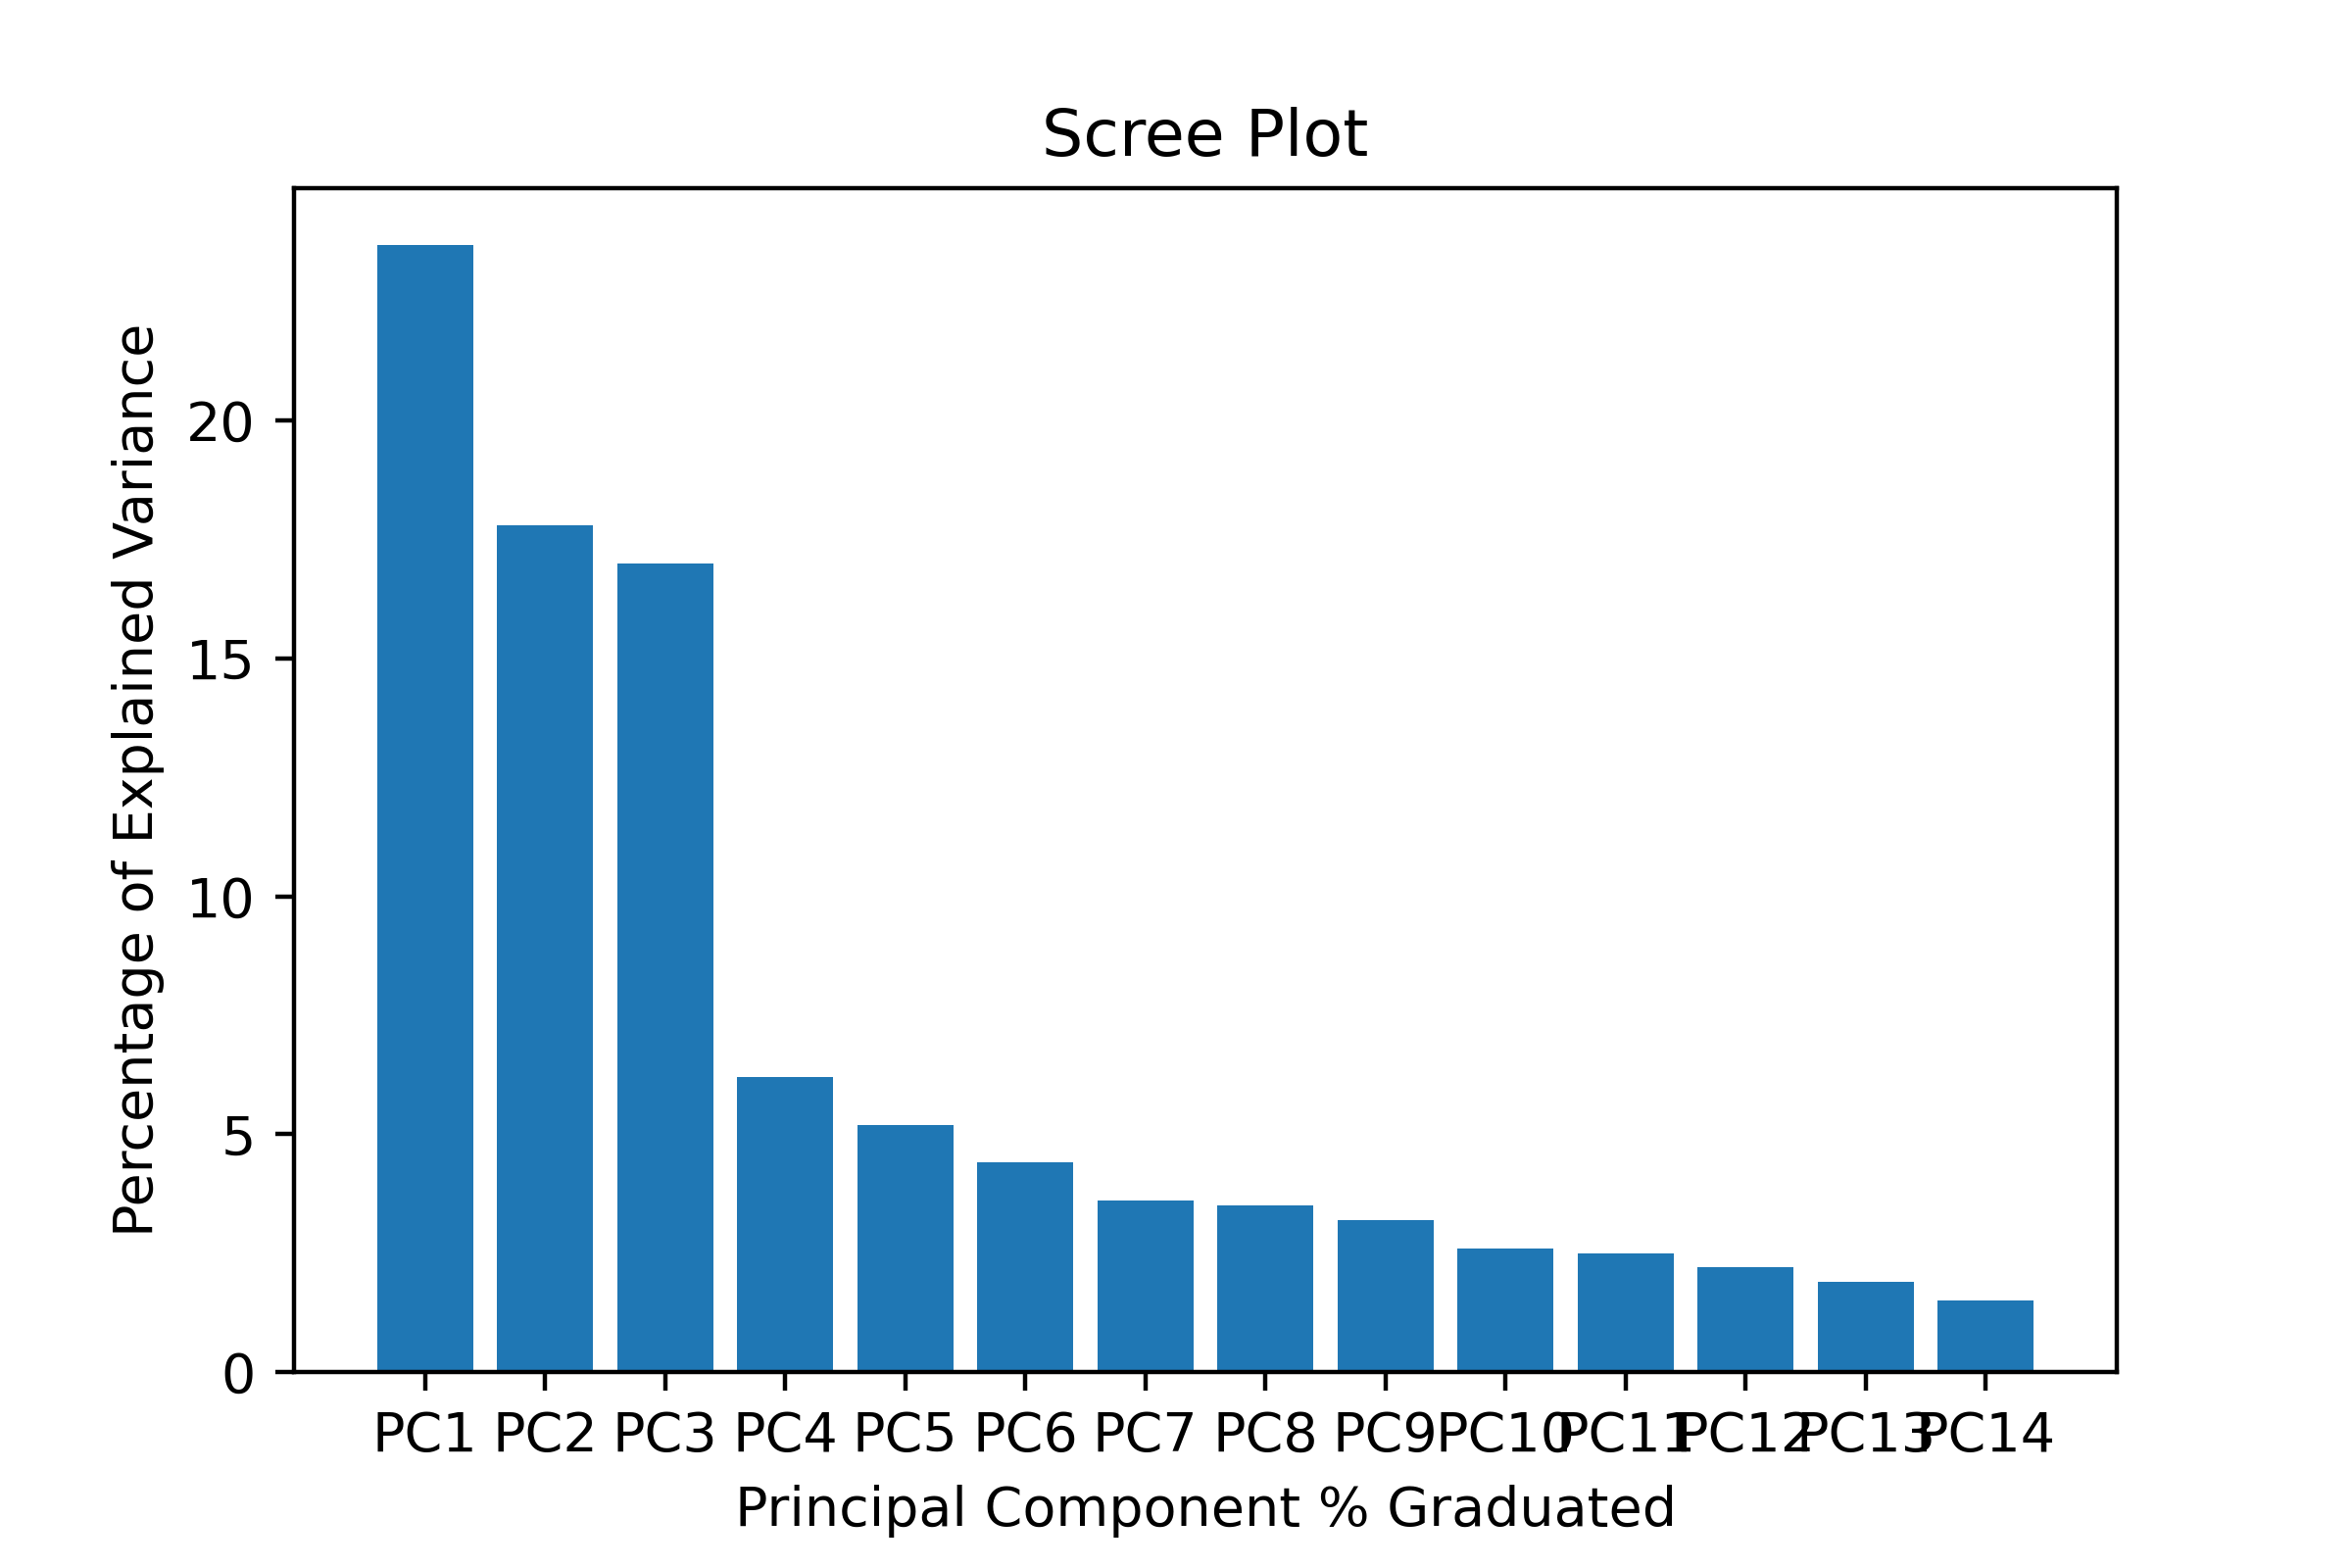 Scree Plot
Percentage of Explained Variance
20
15
10
5
0
PC1 PC2 PC3 PC4 PC5 PC6 PC7 PC8 PC9 PC10 PC11 PC12 PC13 PC14
Principal Component % Graduated